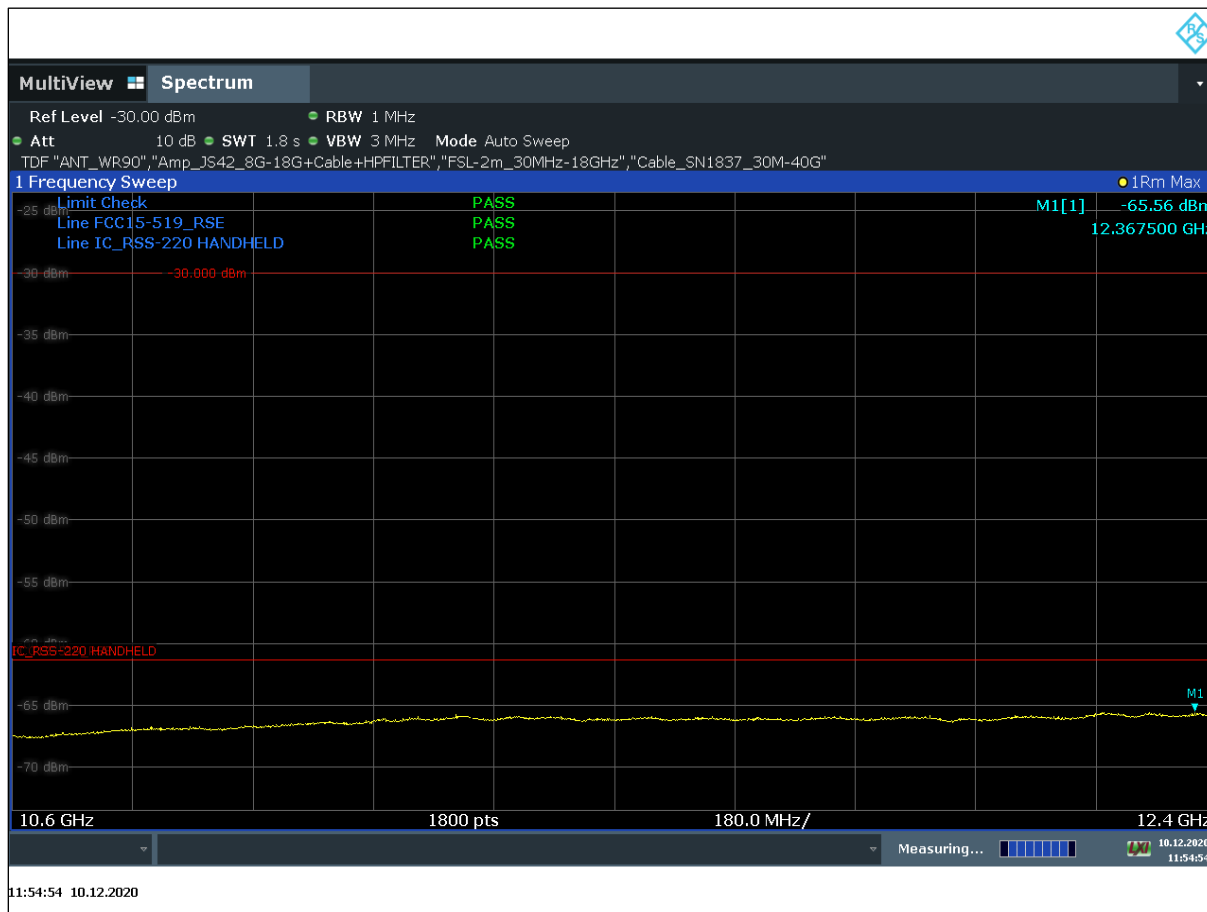 RS
MultiView Spectrum
Ref Level -30.00 dBm RBW 1 MHz
Att 10 dB SWT 1.8 s VBW 3 MHz Mode Auto Sweep
TDF "ANT_WR90","Amp_JS42_8G-18G+Cable+HPFILTER","FSL-2m_30MHz-18GHz","Cable_SN1837_30M-40G"
1 Frequency Sweep 1Rm Max
Limit Check PASS M1[1] -65.56 dBm
-25 dBm
Line FCC15-519_RSE PASS 12.367500 GHz
Line IC_RSS-220 HANDHELD PASS
-30 dBm -30.000 dBm
-35 dBm
-40 dBm
-45 dBm
-50 dBm
-55 dBm
-60 dBm
IC_RSS-220 HANDHELD
M1
-65 dBm
-70 dBm
10.6 GHz 1800 pts 180.0 MHz/ 12.4 GHz
Measuring... LXI 10.12.2020
11:54:54
11:54:54 10.12.2020